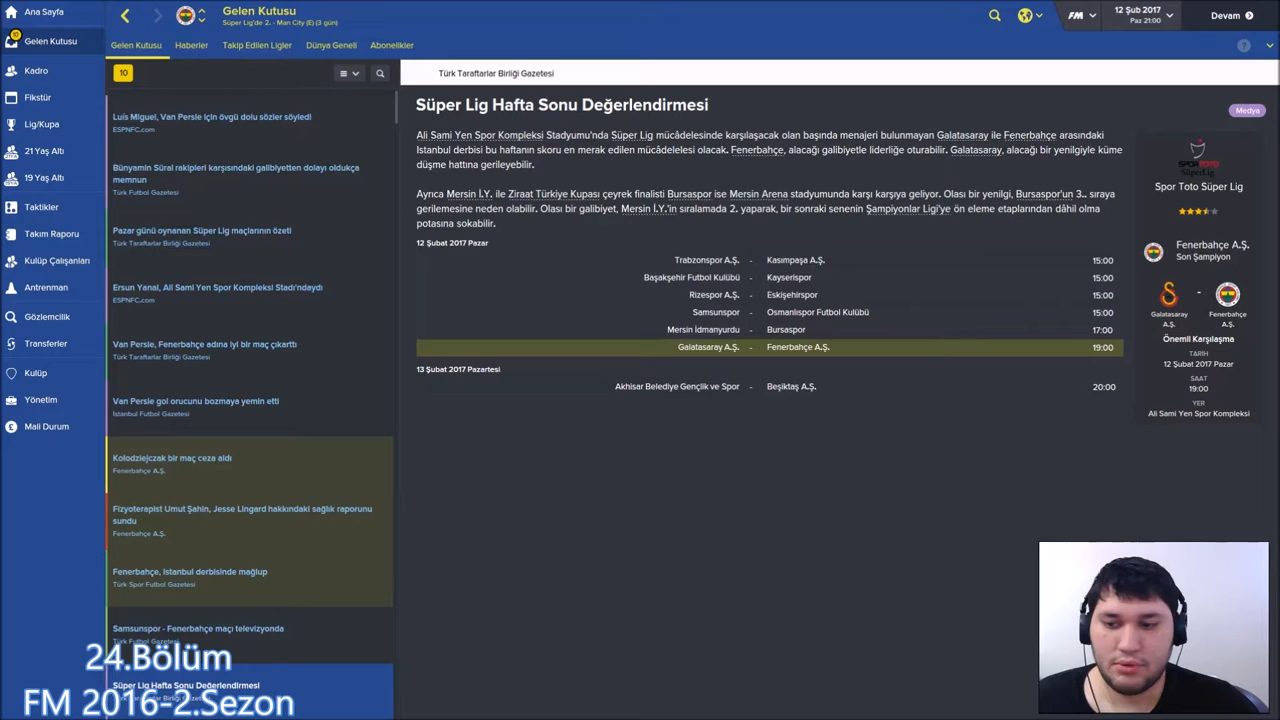 Ana Sayfa
Gelen Kutusu
10
Kadro
Fikstür
Lig/Kupa
21 Yaş Altı
19 Yaş Altı
Taktikler
Takım Raporu
Kulüp Çalışanları
Antrenman
Gözlemcilik
Transferler
Kulüp
Yönetim
Mali Durum
Gelen Kutusu
Süper Lig'de 2. - Man City (E) (3 gün)
FM
12 Şub 2017
Paz 21:00
Devam
Gelen Kutusu Haberler Takip Edilen Ligler Dünya Geneli Abonelikler
10
Luis Miguel, Van Persie için övgü dolu sözler söyledi
ESPNFC.com
Bünyamin Süral rakipleri karşısındaki galibiyetten dolayı oldukça
memnun
Türk Futbol Gazetesi
Pazar günü oynanan Süper Lig maçlarının özeti
Türk Taraftarlar Birliği Gazetesi
Ersun Yanal, Ali Sami Yen Spor Kompleksi Stadı'ndaydı
ESPNFC.com
Van Persie, Fenerbahçe adına iyi bir maç çıkarttı
Türk Taraftarlar Birliği Gazetesi
Van Persie gol orucunu bozmaya yemin etti
İstanbul Futbol Gazetesi
Kolodziejczak bir maç ceza aldı
Fenerbahçe A.Ş.
Fizyoterapist Umut Şahin, Jesse Lingard hakkındaki sağlık raporunu
sundu
Fenerbahçe A.Ş.
Fenerbahçe, İstanbul derbisinde mağlup
Türk Spor Futbol Gazetesi
Samsunspor - Fenerbahçe maçı televizyonda
Türk Futbol Gazetesi
Süper Lig Hafta Sonu Değerlendirmesi
Türk Taraftarlar Birliği Gazetesi
24.Bölüm
FM 2016-2.Sezon
Türk Taraftarlar Birliği Gazetesi
Süper Lig Hafta Sonu Değerlendirmesi
Medya
Ali Sami Yen Spor Kompleksi Stadyumu'nda Süper Lig mücâdelesinde karşılaşacak olan başında menajeri bulunmayan Galatasaray ile Fenerbahçe arasındaki
İstanbul derbisi bu haftanın skoru en merak edilen mücâdelelesi olacak. Fenerbahçe, alacağı galibiyetle liderliğe oturabilir. Galatasaray, alacağı bir yenilgiyle küme
düşme hattına gerileyebilir.
Ayrıca Mersin İ.Y. ile Ziraat Türkiye Kupası çeyrek finalisti Bursaspor ise Mersin Arena stadyumunda karşı karşıya geliyor. Olası bir yenilgi, Bursaspor'un 3.. sıraya
gerilemesine neden olabilir. Olası bir galibiyet, Mersin İ.Y.'in sıralamada 2. yaparak, bir sonraki senenin Şampiyonlar Ligi'ye ön eleme etaplarından dâhil olma
potasına sokabilir.
12 Şubat 2017 Pazar
Trabzonspor A.Ş. - Kasımpaşa A.Ş. 15:00
Başakşehir Futbol Kulübü - Kayserispor 15:00
Rizespor A.Ş. - Eskişehirspor 15:00
Samsunspor - Osmanlıspor Futbol Kulübü 15:00
Mersin İdmanyurdu - Bursaspor 17:00
Galatasaray A.Ş. - Fenerbahçe A.Ş. 19:00
13 Şubat 2017 Pazartesi
Akhisar Belediye Gençlik ve Spor - Beşiktaş A.Ş. 20:00
SPOR TOTO
SüperLig
Spor Toto Süper Lig
Fenerbahçe A.Ş.
Son Şampiyon
-
Galatasaray Fenerbahçe
A.Ş. A.Ş.
Önemli Karşılaşma
TARİH
12 Şubat 2017 Pazar
SAAT
19:00
YER
Ali Sami Yen Spor Kompleksi